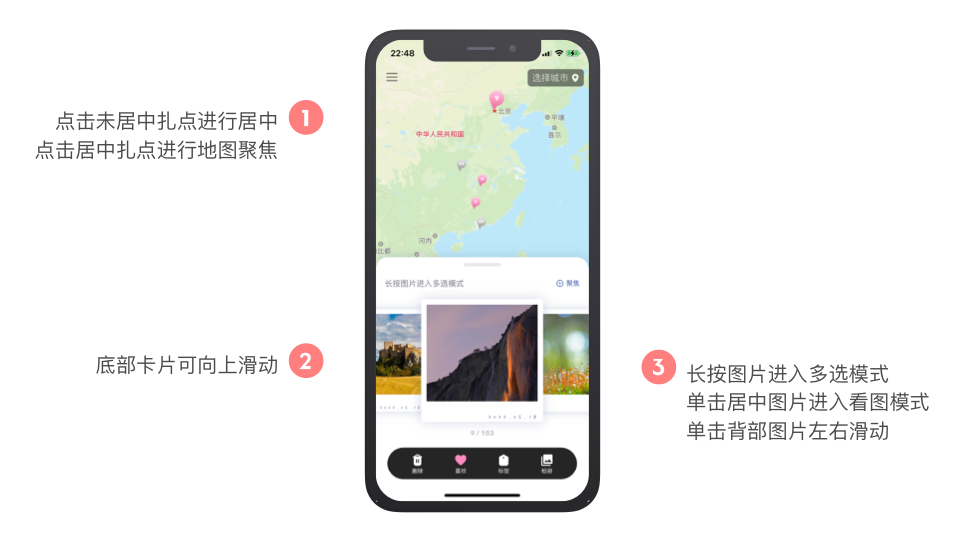 1
点击未居中扎点进行居中
点击居中扎点进行地图聚焦
2
底部卡片可向上滑动
22:48
选择城市
北京
平壤
首尔
中华人民共和国
河内
比都
长按图片进入多选模式
聚焦
9 / 103
删除
喜欢
标签
相册
3
长按图片进入多选模式
单击居中图片进入看图模式
单击背部图片左右滑动